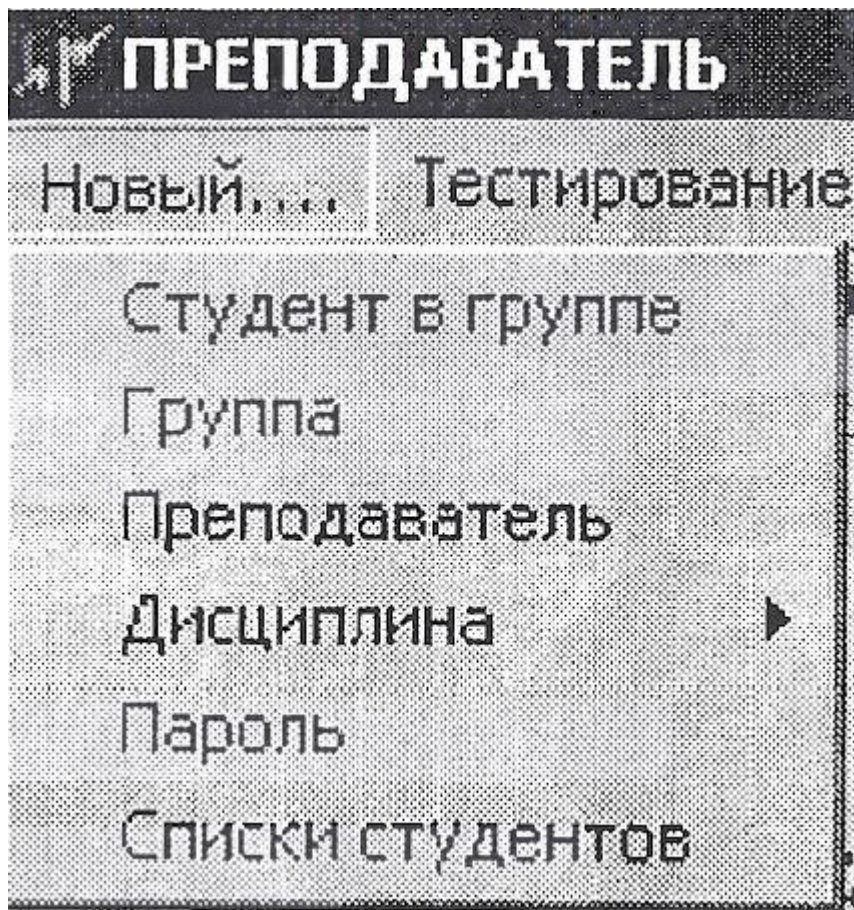 ПРЕПОДАВАТЕЛЬ
Новый.... Тестирование
Студент в группе
Группа
Преподаватель
Дисциплина
Пароль
Списки студентов